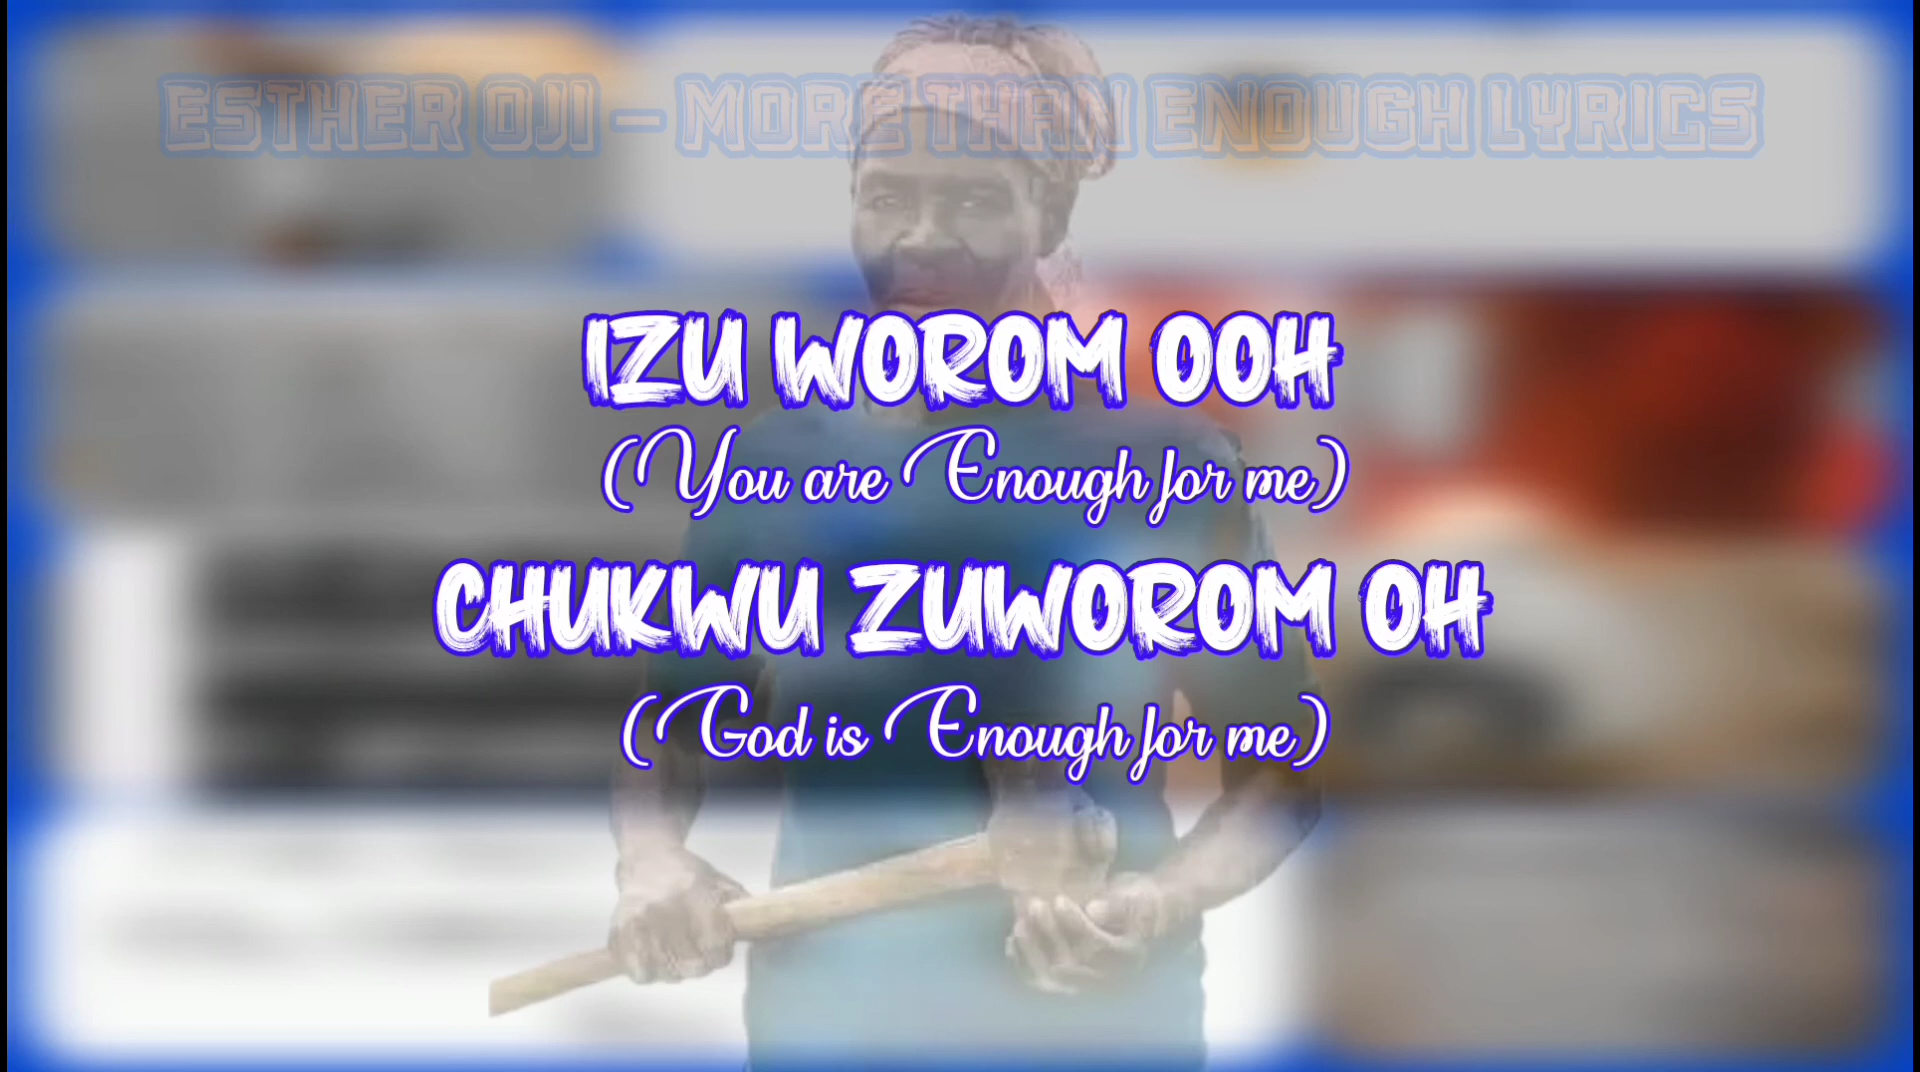 ESTHER OJI - MORE THAN ENOUGH LYRICS
IZU WOROM OOH
(You are Enough for me)
CHUKWU ZUWOROM OH
(God is Enough for me)